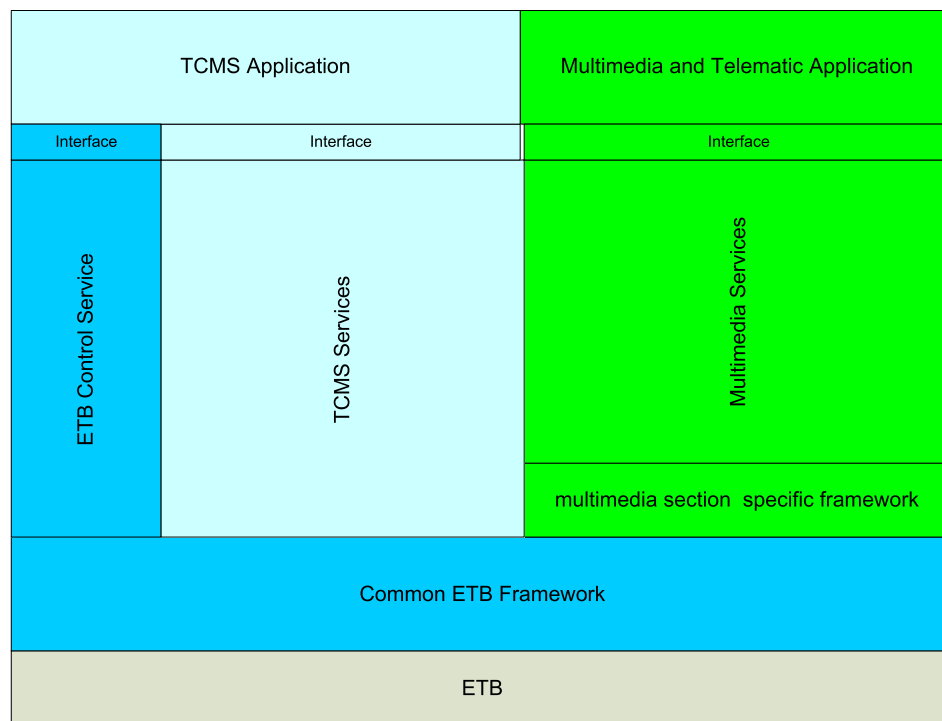 TCMS Application
Multimedia and Telematic Application
Interface
Interface
Interface
ETB Control Service
TCMS Services
Multimedia Services
multimedia section  specific framework
Common ETB Framework
ETB